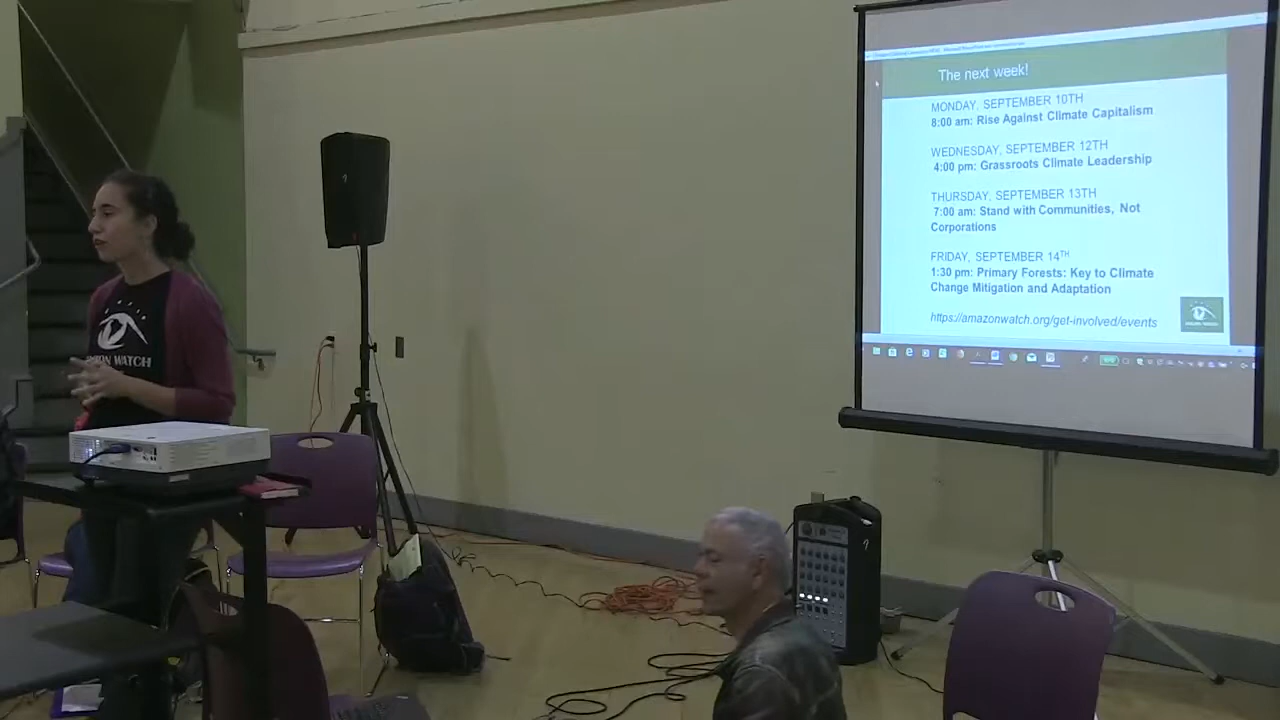 The next week!
MONDAY, SEPTEMBER 10TH
8:00 am: Rise Against Climate Capitalism
WEDNESDAY, SEPTEMBER 12TH
4:00 pm: Grassroots Climate Leadership
THURSDAY, SEPTEMBER 13TH
7:00 am: Stand with Communities, Not
Corporations
FRIDAY, SEPTEMBER 14TH
1:30 pm: Primary Forests: Key to Climate
Change Mitigation and Adaptation
https://amazonwatch.org/get-involved/events
AMAZON WATCH
WATCH